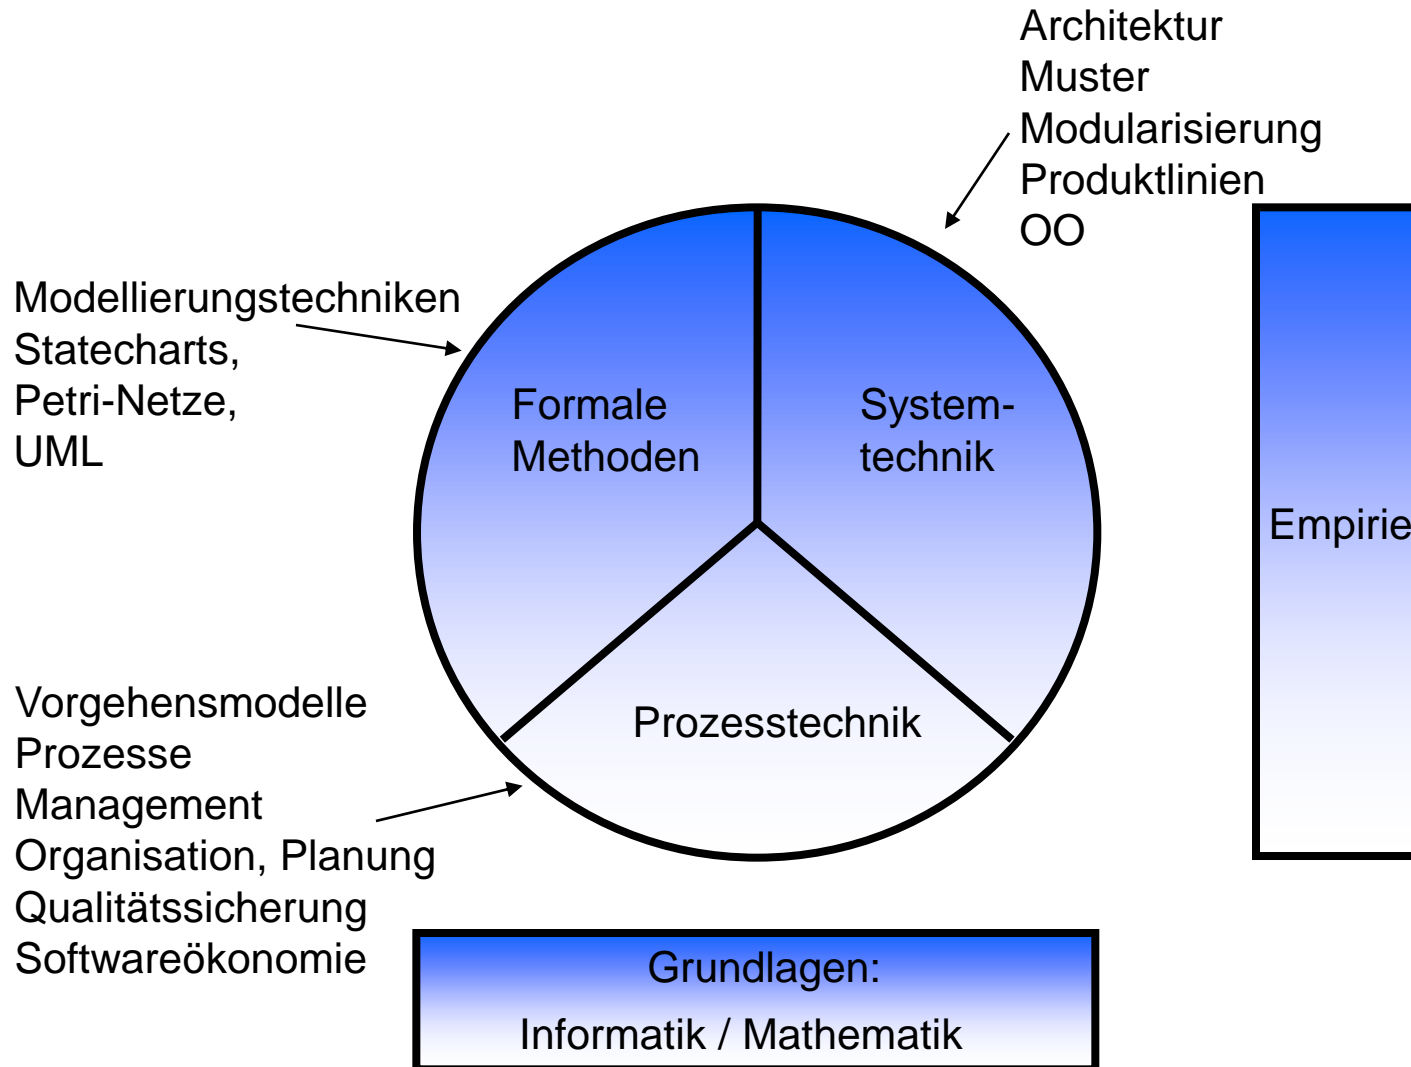 Architektur
Muster
Modularisierung
Produktlinien
OO
Modellierungstechniken
Statecharts,
Petri-Netze,
UML
Formale
Methoden
System-
technik
Empirie
Prozesstechnik
Vorgehensmodelle
Prozesse
Management
Organisation, Planung
Qualitätssicherung
Softwareökonomie
Grundlagen:
Informatik / Mathematik